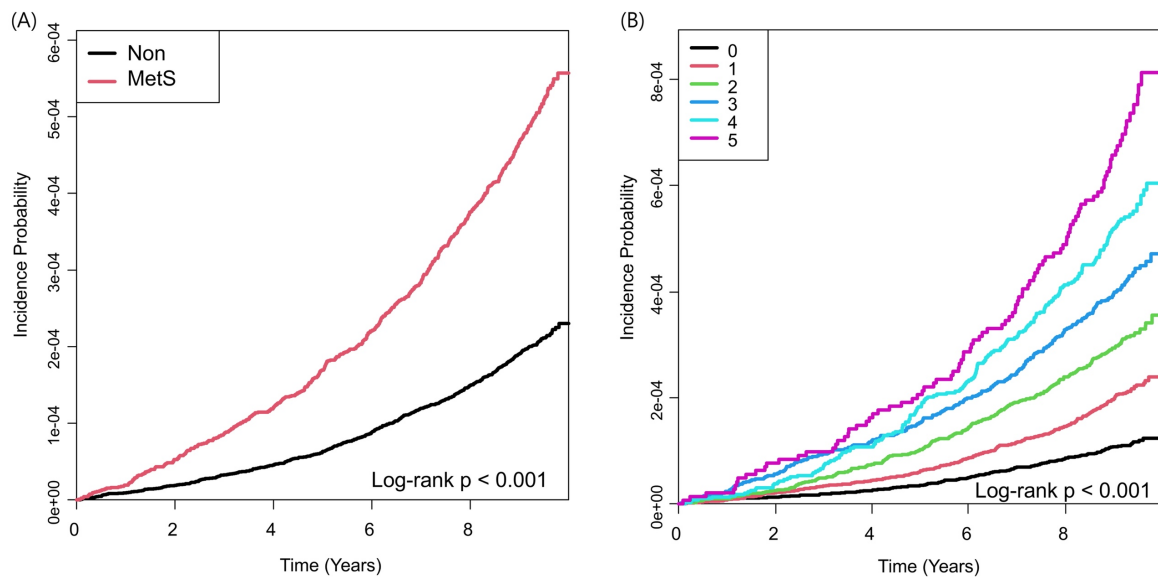 (A)
Non
MetS
6e-04
5e-04
4e-04
3e-04
2e-04
1e-04
0e+00
Incidence Probability
Log-rank p < 0.001
0 2 4 6 8
Time (Years)
(B)
0
1
2
3
4
5
8e-04
6e-04
4e-04
2e-04
0e+00
Incidence Probability
Log-rank p < 0.001
0 2 4 6 8
Time (Years)